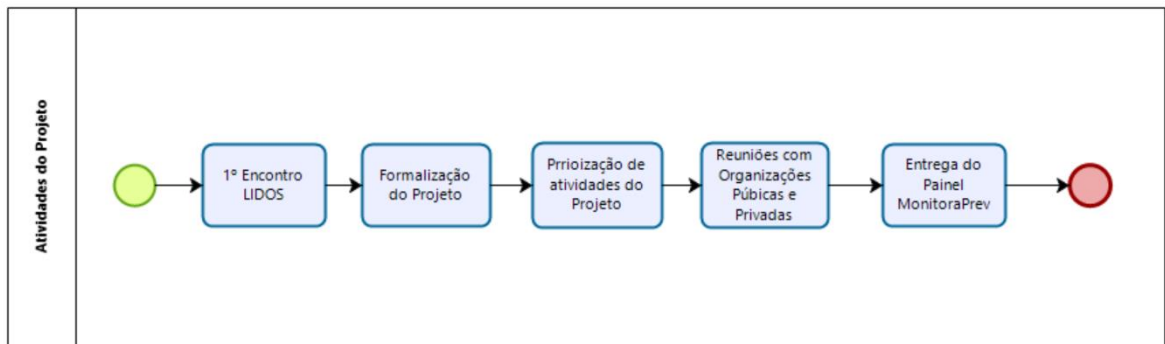 Atividades do Projeto
1º Encontro
LIDOS
Formalização
do Projeto
Prrioização de
atividades do
Projeto
Reuniões com
Organizações
Púbicas e
Privadas
Entrega do
Painel
MonitoraPrev